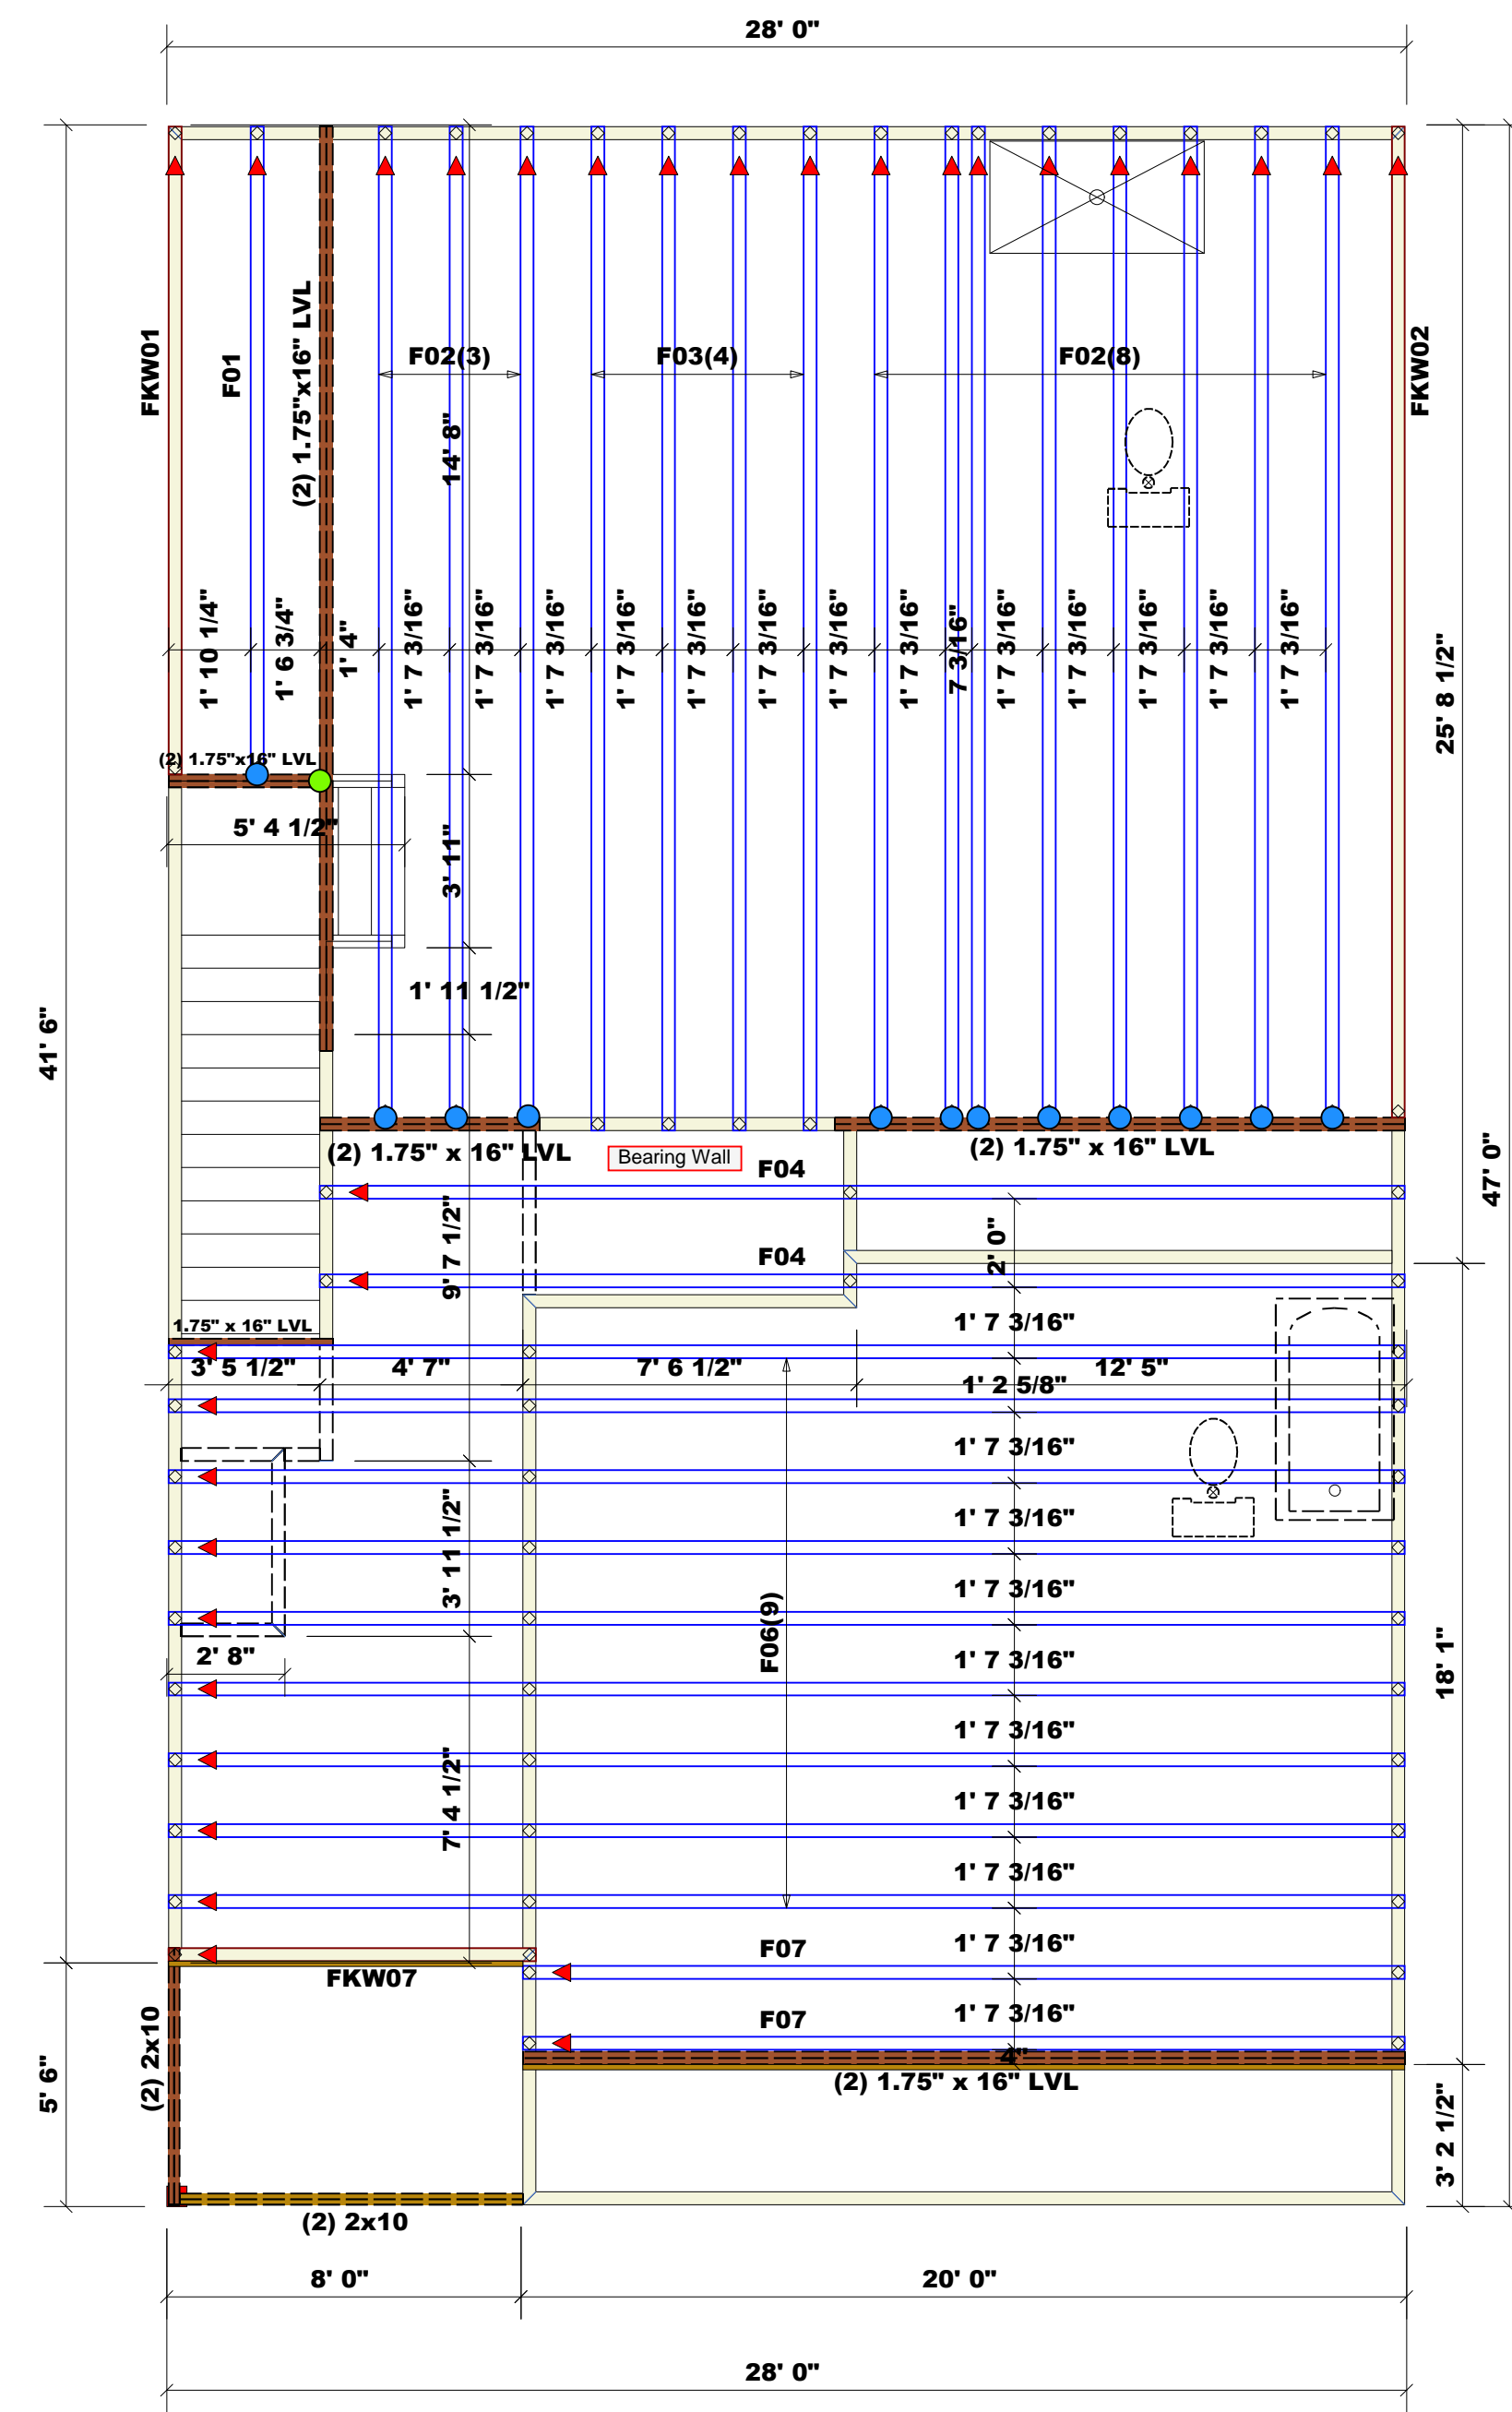 28' 0"
FKW01
F01
(2) 1.75"x16" LVL
F02(3)
F03(4)
F02(8)
FKW02
14' 8"
1' 10 1/4"
1' 6 3/4"
1' 4"
1' 7 3/16"
1' 7 3/16"
1' 7 3/16"
1' 7 3/16"
1' 7 3/16"
1' 7 3/16"
1' 7 3/16"
1' 7 3/16"
7 3/16"
1' 7 3/16"
1' 7 3/16"
1' 7 3/16"
1' 7 3/16"
1' 7 3/16"
25' 8 1/2"
(2) 1.75"x16" LVL
5' 4 1/2"
3' 11"
1' 11 1/2"
41' 6"
47' 0"
(2) 1.75" x 16" LVL
Bearing Wall
(2) 1.75" x 16" LVL
F04
9' 7 1/2"
2' 0"
F04
1.75" x 16" LVL
1' 7 3/16"
3' 5 1/2"
4' 7"
7' 6 1/2"
12' 5"
1' 2 5/8"
1' 7 3/16"
1' 7 3/16"
3' 11 1/2"
1' 7 3/16"
F06(9)
2' 8"
1' 7 3/16"
18' 1"
1' 7 3/16"
7' 4 1/2"
1' 7 3/16"
1' 7 3/16"
F07
1' 7 3/16"
FKW07
F07
1' 7 3/16"
4"
(2) 2x10
(2) 1.75" x 16" LVL
5' 6"
3' 2 1/2"
(2) 2x10
8' 0"
20' 0"
28' 0"